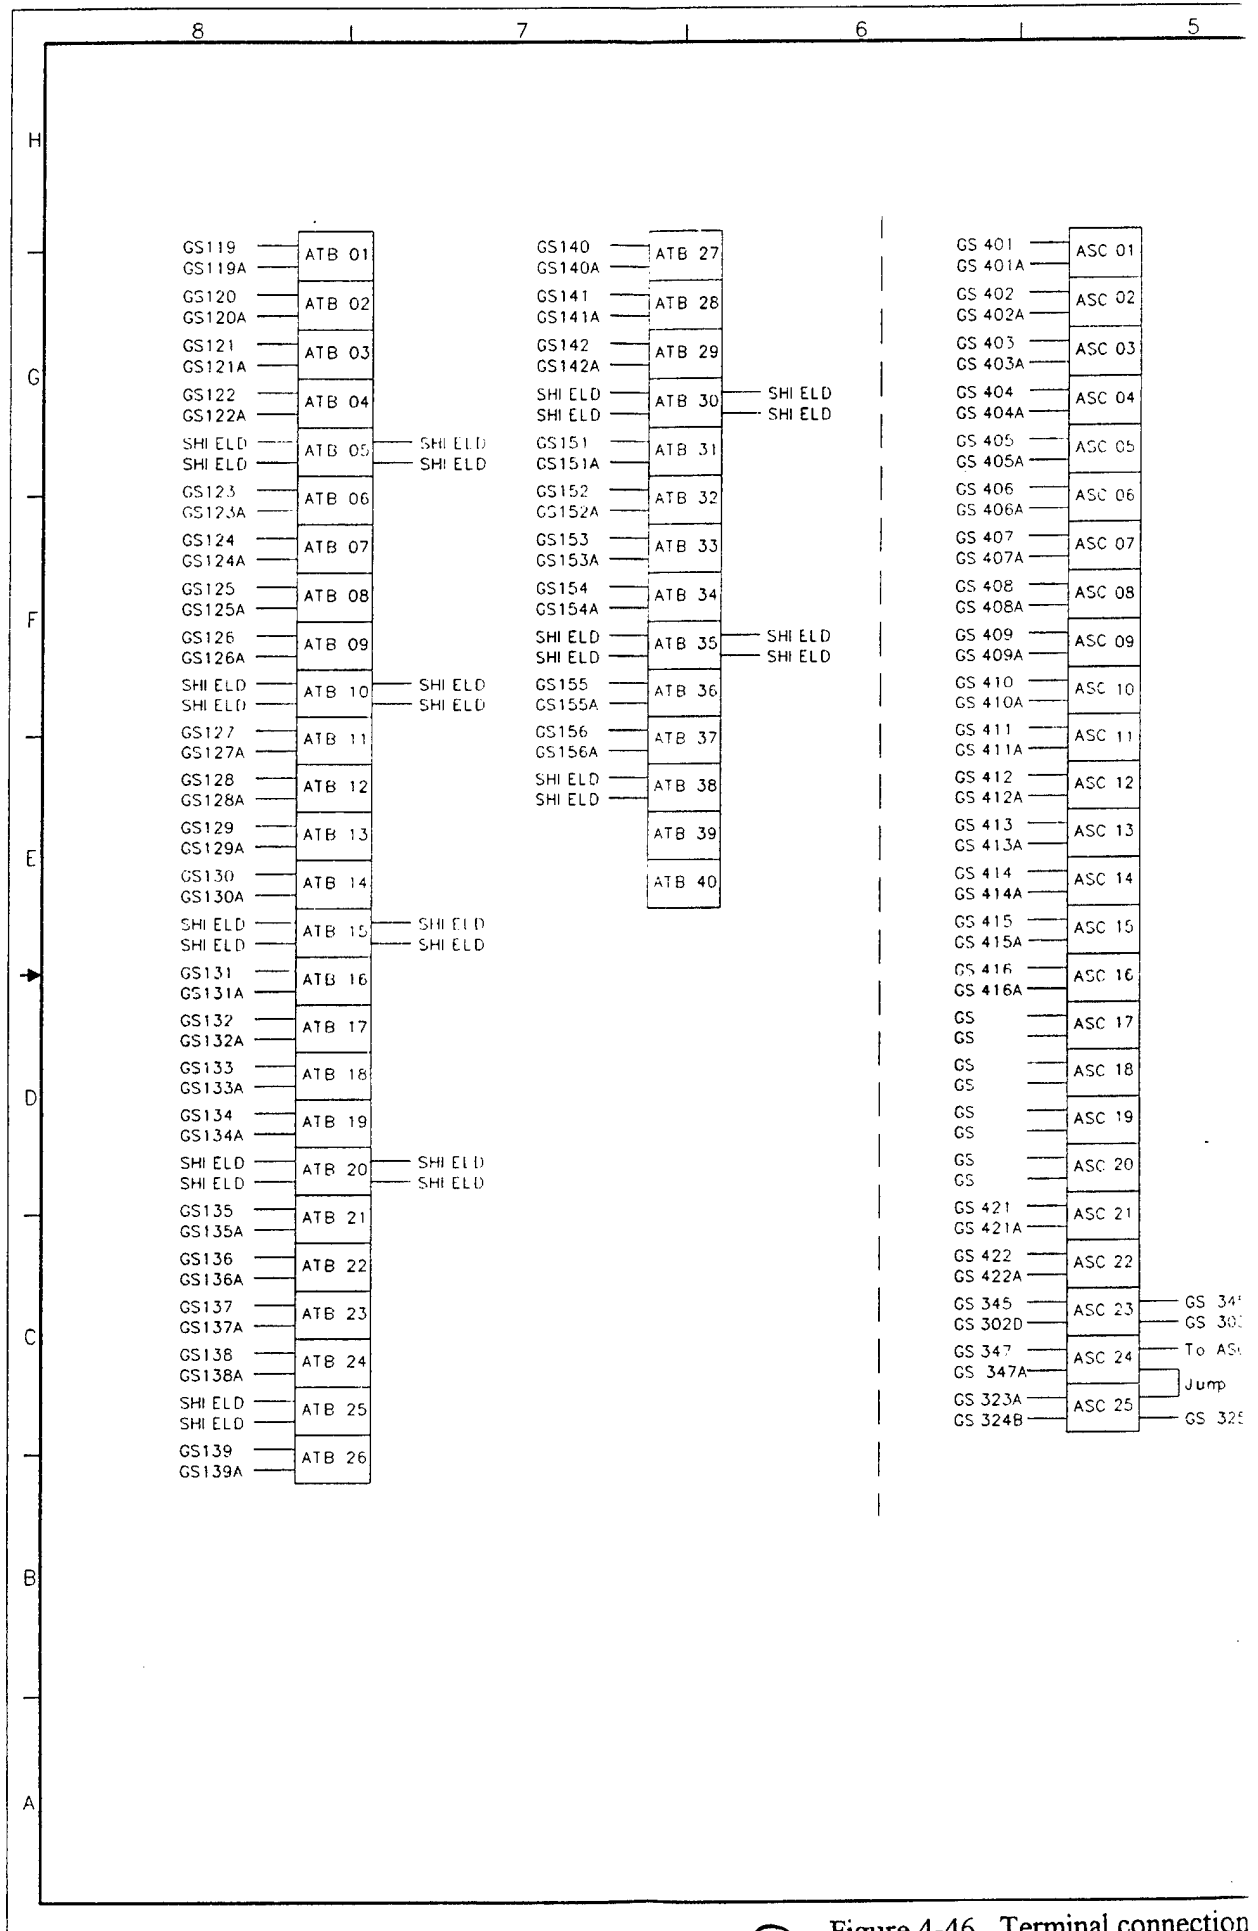 8 7 6 5
H
G
F
E
D
C
B
A
GS119
GS119A
ATB 01
GS120
GS120A
ATB 02
GS121
GS121A
ATB 03
GS122
GS122A
ATB 04
SHIELD
SHIELD
ATB 05
SHIELD
SHIELD
GS123
GS123A
ATB 06
GS124
GS124A
ATB 07
GS125
GS125A
ATB 08
GS126
GS126A
ATB 09
SHIELD
SHIELD
ATB 10
SHIELD
SHIELD
GS127
GS127A
ATB 11
GS128
GS128A
ATB 12
GS129
GS129A
ATB 13
GS130
GS130A
ATB 14
SHIELD
SHIELD
ATB 15
SHIELD
SHIELD
GS131
GS131A
ATB 16
GS132
GS132A
ATB 17
GS133
GS133A
ATB 18
GS134
GS134A
ATB 19
SHIELD
SHIELD
ATB 20
SHIELD
SHIELD
GS135
GS135A
ATB 21
GS136
GS136A
ATB 22
GS137
GS137A
ATB 23
GS138
GS138A
ATB 24
SHIELD
SHIELD
ATB 25
GS139
GS139A
ATB 26
GS140
GS140A
ATB 27
GS141
GS141A
ATB 28
GS142
GS142A
ATB 29
SHIELD
SHIELD
ATB 30
SHIELD
SHIELD
GS151
GS151A
ATB 31
GS152
GS152A
ATB 32
GS153
GS153A
ATB 33
GS154
GS154A
ATB 34
SHIELD
SHIELD
ATB 35
SHIELD
SHIELD
GS155
GS155A
ATB 36
GS156
GS156A
ATB 37
SHIELD
SHIELD
ATB 38
ATB 39
ATB 40
GS 401
GS 401A
ASC 01
GS 402
GS 402A
ASC 02
GS 403
GS 403A
ASC 03
GS 404
GS 404A
ASC 04
GS 405
GS 405A
ASC 05
GS 406
GS 406A
ASC 06
GS 407
GS 407A
ASC 07
GS 408
GS 408A
ASC 08
GS 409
GS 409A
ASC 09
GS 410
GS 410A
ASC 10
GS 411
GS 411A
ASC 11
GS 412
GS 412A
ASC 12
GS 413
GS 413A
ASC 13
GS 414
GS 414A
ASC 14
GS 415
GS 415A
ASC 15
GS 416
GS 416A
ASC 16
GS
GS
ASC 17
GS
GS
ASC 18
GS
GS
ASC 19
GS
GS
ASC 20
GS 421
GS 421A
ASC 21
GS 422
GS 422A
ASC 22
GS 345
GS 302D
ASC 23
GS
GS
GS 347
GS 347A
ASC 24
To
Jump
GS 323A
GS 324B
ASC 25
GS
Figure 4-46 Terminal connection